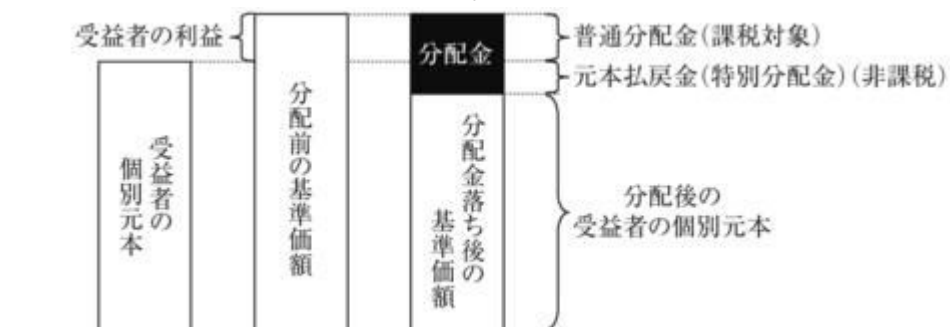 受益者の利益
分配金
普通分配金(課税対象)
元本払戻金(特別分配金)(非課税)
受益者の
個別元本
分配前の基準価額
分配金落ち後の
基準価額
分配後の
受益者の個別元本